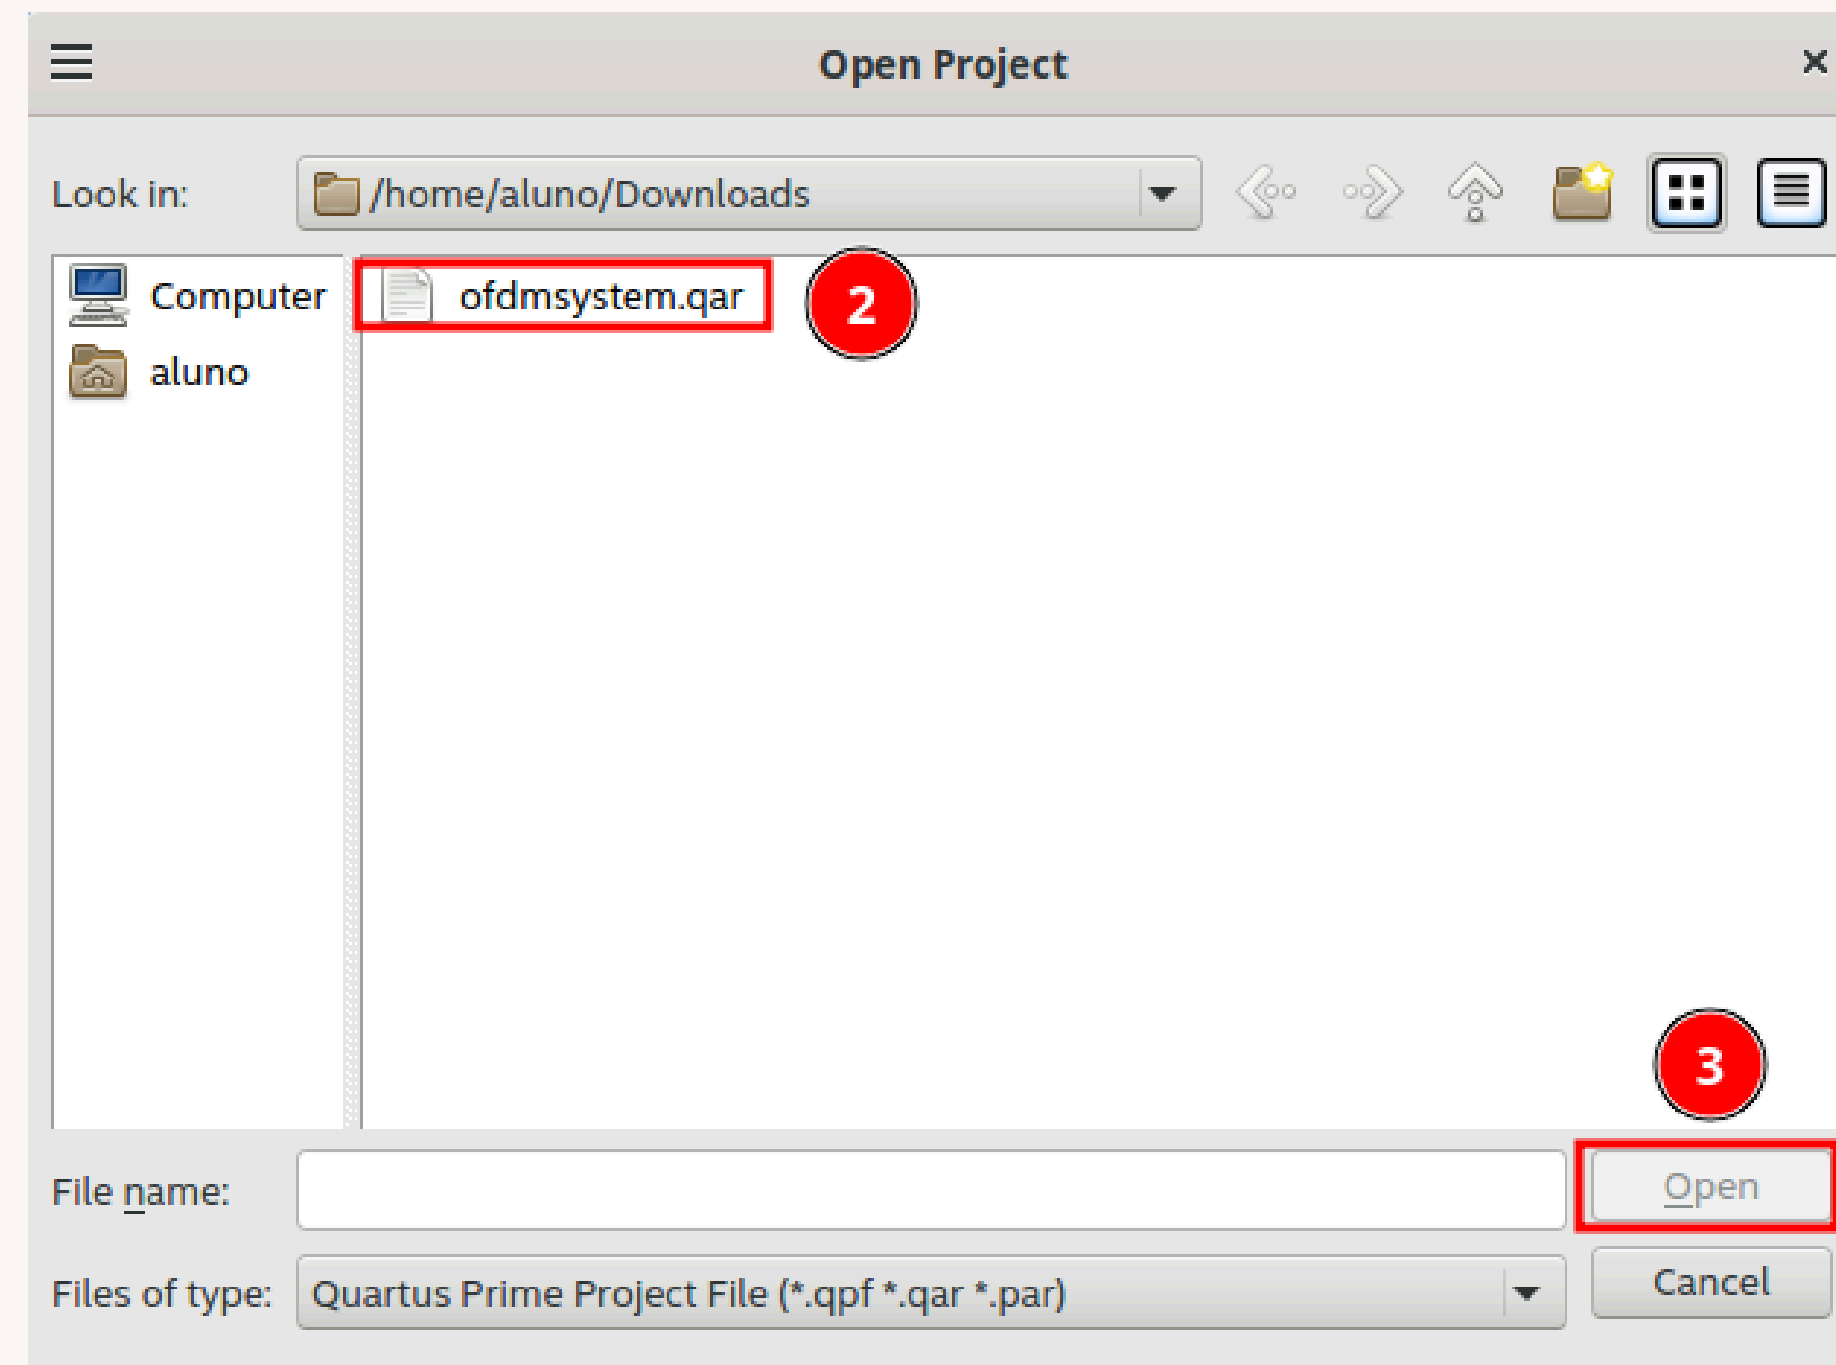 Open Project
Look in: /home/aluno/Downloads
Computer
aluno
ofdmsystem.qar
2
3
File name:
Open
Files of type: Quartus Prime Project File (*.qpf *.qar *.par)
Cancel